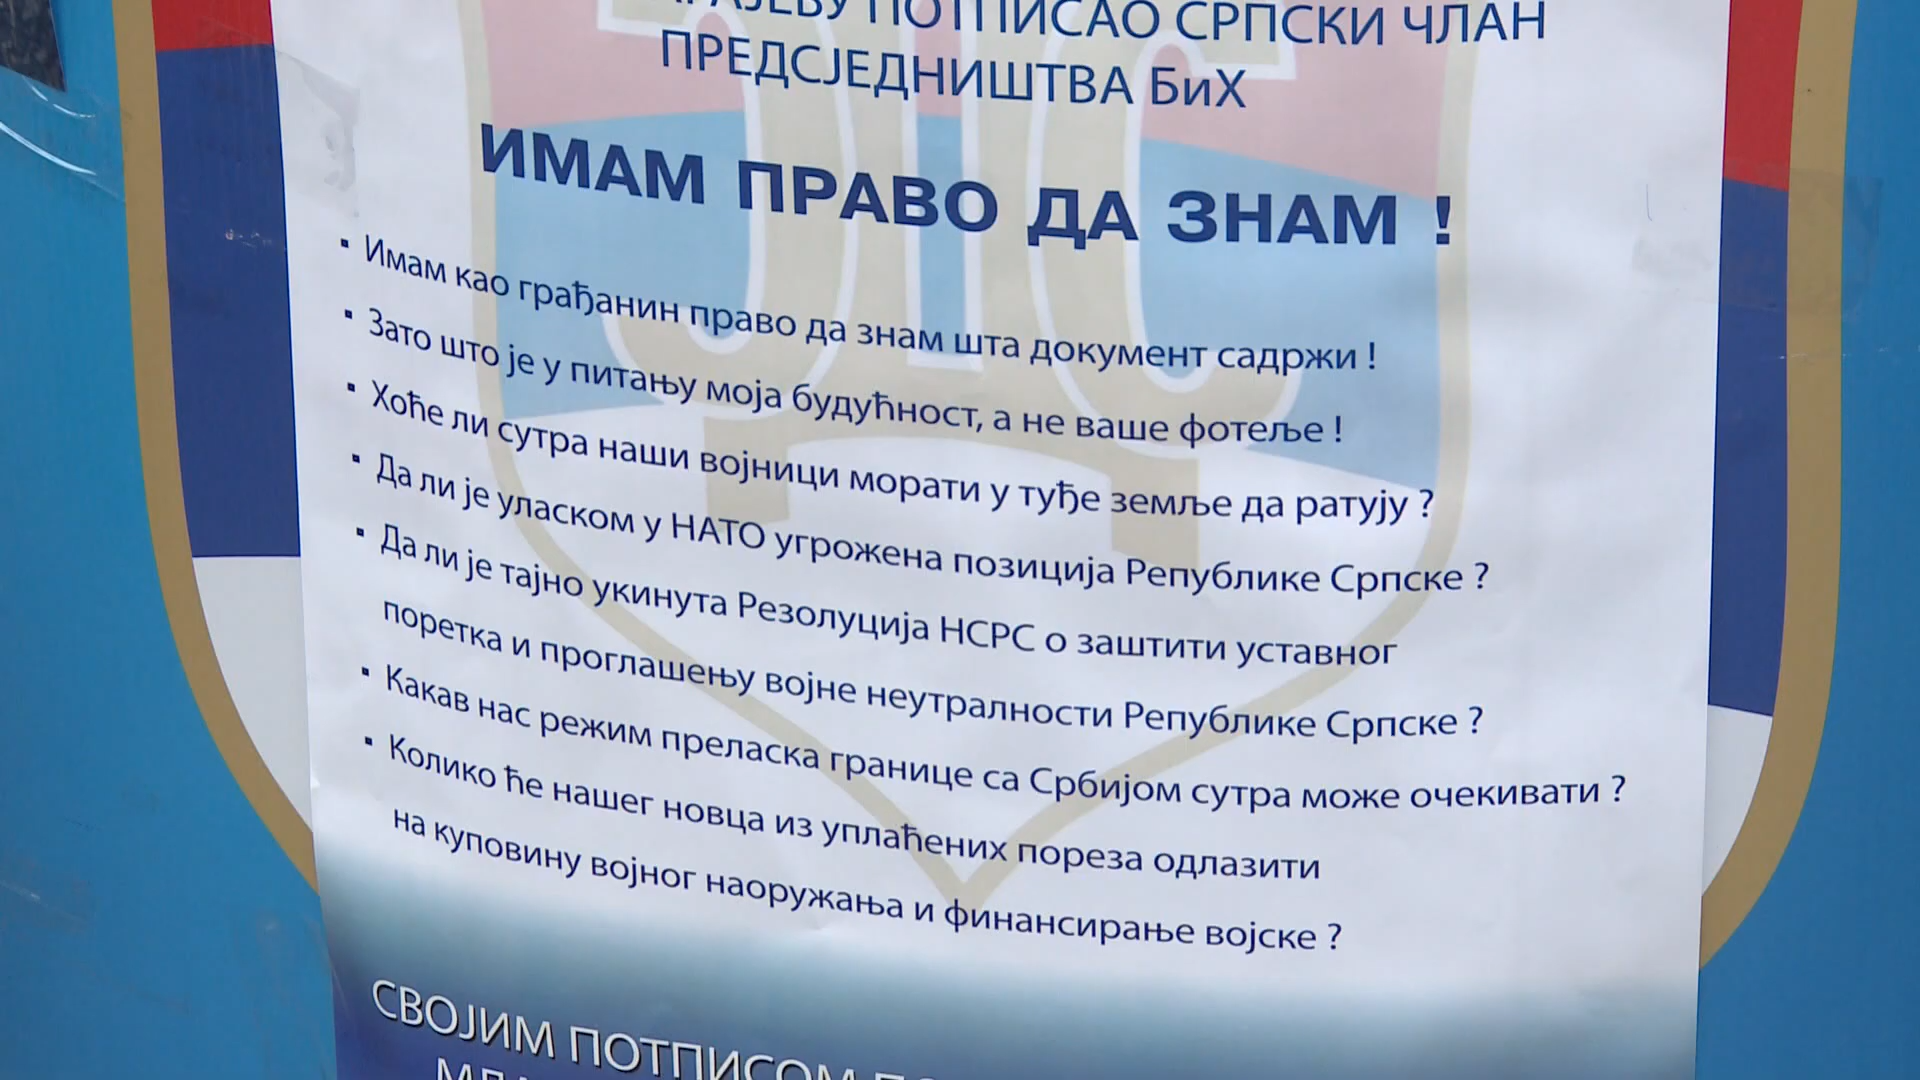 ПОТПИСАО СРПСКИ ЧЛАН
ПРЕДСЈЕДНИШТВА БиХ
ИМАМ ПРАВО ДА ЗНАМ !
▪ Имам као грађанин право да знам шта документ садржи !
▪ Зато што је у питању моја будућност, а не ваше фотеље !
▪ Хоће ли сутра наши војници морати у туђе земље да ратују ?
▪ Да ли је уласком у НАТО угрожена позиција Републике Српске ?
▪ Да ли је тајно укинута Резолуција НСРС о заштити уставног
поретка и проглашењу војне неутралности Републике Српске ?
▪ Какав нас режим преласка границе са Србијом сутра може очекивати ?
▪ Колико ће нашег новца из уплаћених пореза одлазити
на куповину војног наоружања и финансирање војске ?
СВОЈИМ ПОТПИСОМ